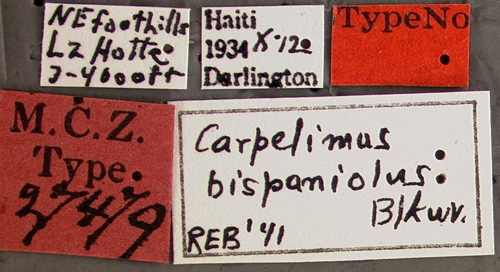 NE foothills
La Hotte
3-4000 ft
Haiti
1934 X-12
Darlington
TypeNo
M.C.Z.
Type.
27479
Carpelimus
hispaniolus
Blkwr.
REB '41